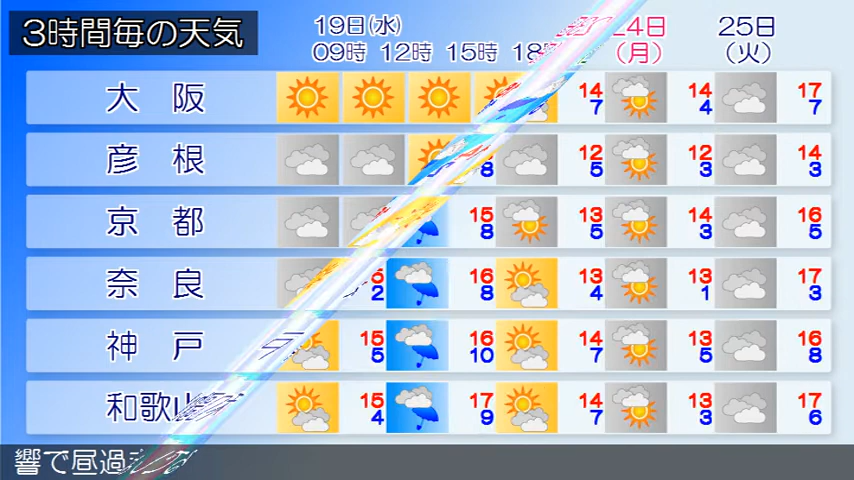 3時間毎の天気
19日(水)
24日
25日
09時 12時 15時 18
(月)
(火)
大阪 14 7 14 4 17 7
彦根 8 12 5 12 3 14 3
京都 15 8 13 5 14 3 16 5
奈良 2 16 8 13 4 13 1 17 3
神戸 15 5 16 10 14 7 13 5 16 8
和歌山 15 4 17 9 14 7 13 3 17 6
響で昼過